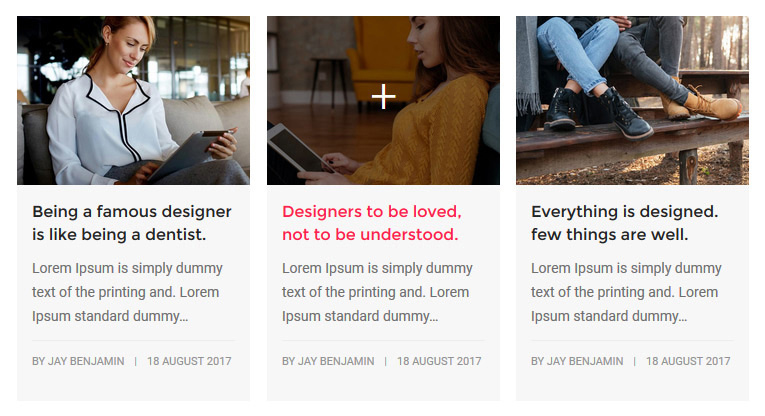 Being a famous designer
is like being a dentist.
Lorem Ipsum is simply dummy
text of the printing and. Lorem
Ipsum standard dummy...
BY JAY BENJAMIN | 18 AUGUST 2017
Designers to be loved,
not to be understood.
Lorem Ipsum is simply dummy
text of the printing and. Lorem
Ipsum standard dummy...
BY JAY BENJAMIN | 18 AUGUST 2017
Everything is designed.
few things are well.
Lorem Ipsum is simply dummy
text of the printing and. Lorem
Ipsum standard dummy...
BY JAY BENJAMIN | 18 AUGUST 2017